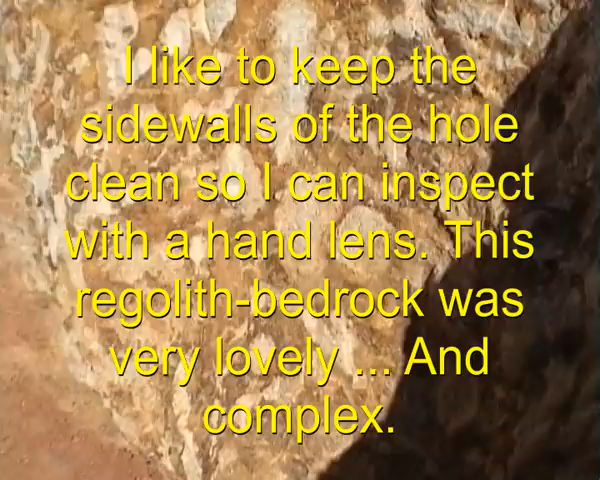 I like to keep the
sidewalls of the hole
clean so I can inspect
with a hand lens. This
regolith-bedrock was
very lovely ... And
complex.